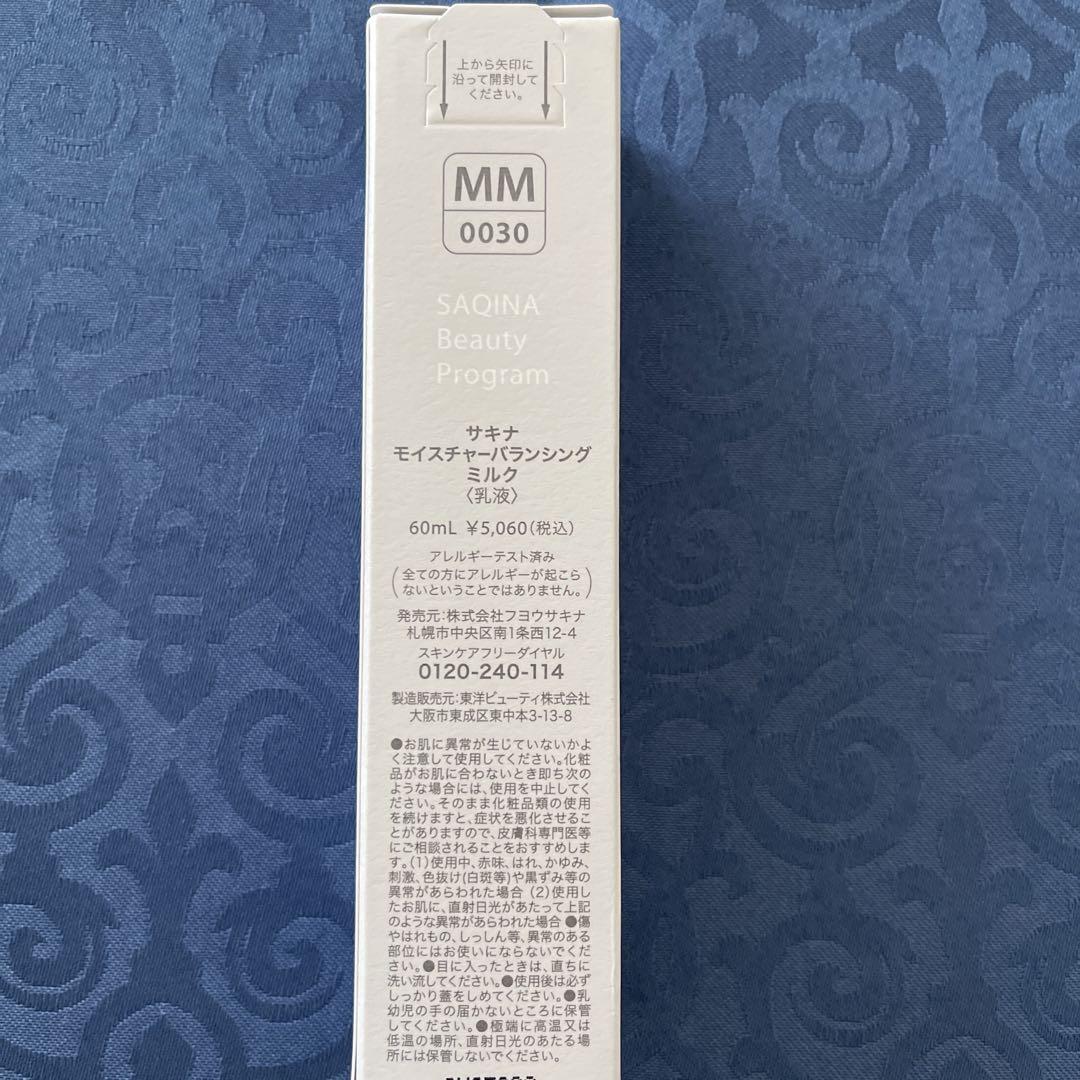 上から矢印に
沿って開封して
ください。
MM
0030
SAQINA
Beauty
Program
サキナ
モイスチャーバランシング
ミルク
〈乳液〉
60mL ¥5,060(税込)
アレルギーテスト済み
(全ての方にアレルギーが起こら
ないということではありません。)
発売元:株式会社フヨウサキナ
札幌市中央区南1条西12-4
スキンケアフリーダイヤル
0120-240-114
製造販売元:東洋ビューティ株式会社
大阪市東成区東中本3-13-8
●お肌に異常が生じていないかよ
く注意して使用してください。化粧
品がお肌に合わないとき即ち次の
ような場合には、使用を中止してく
ださい。そのまま化粧品類の使用
を続けますと、症状を悪化させるこ
とがありますので、皮膚科専門医等
にご相談されることをおすすめしま
す。(1)使用中、赤味、はれ、かゆみ、
刺激、色抜け(白斑等)や黒ずみ等の
異常があらわれた場合 (2)使用し
たお肌に、直射日光があたって上記
のような異常があらわれた場合 ●傷
やはれもの、しっしん等、異常のある
部位にはお使いにならないでくだ
さい。●目に入ったときは、直ちに
洗い流してください。●使用後は必ず
しっかり蓋をしめてください。●乳
幼児の手の届かないところに保管
してください。●極端に高温又は
低温の場所、直射日光のあたる場
所には保管しないでください。